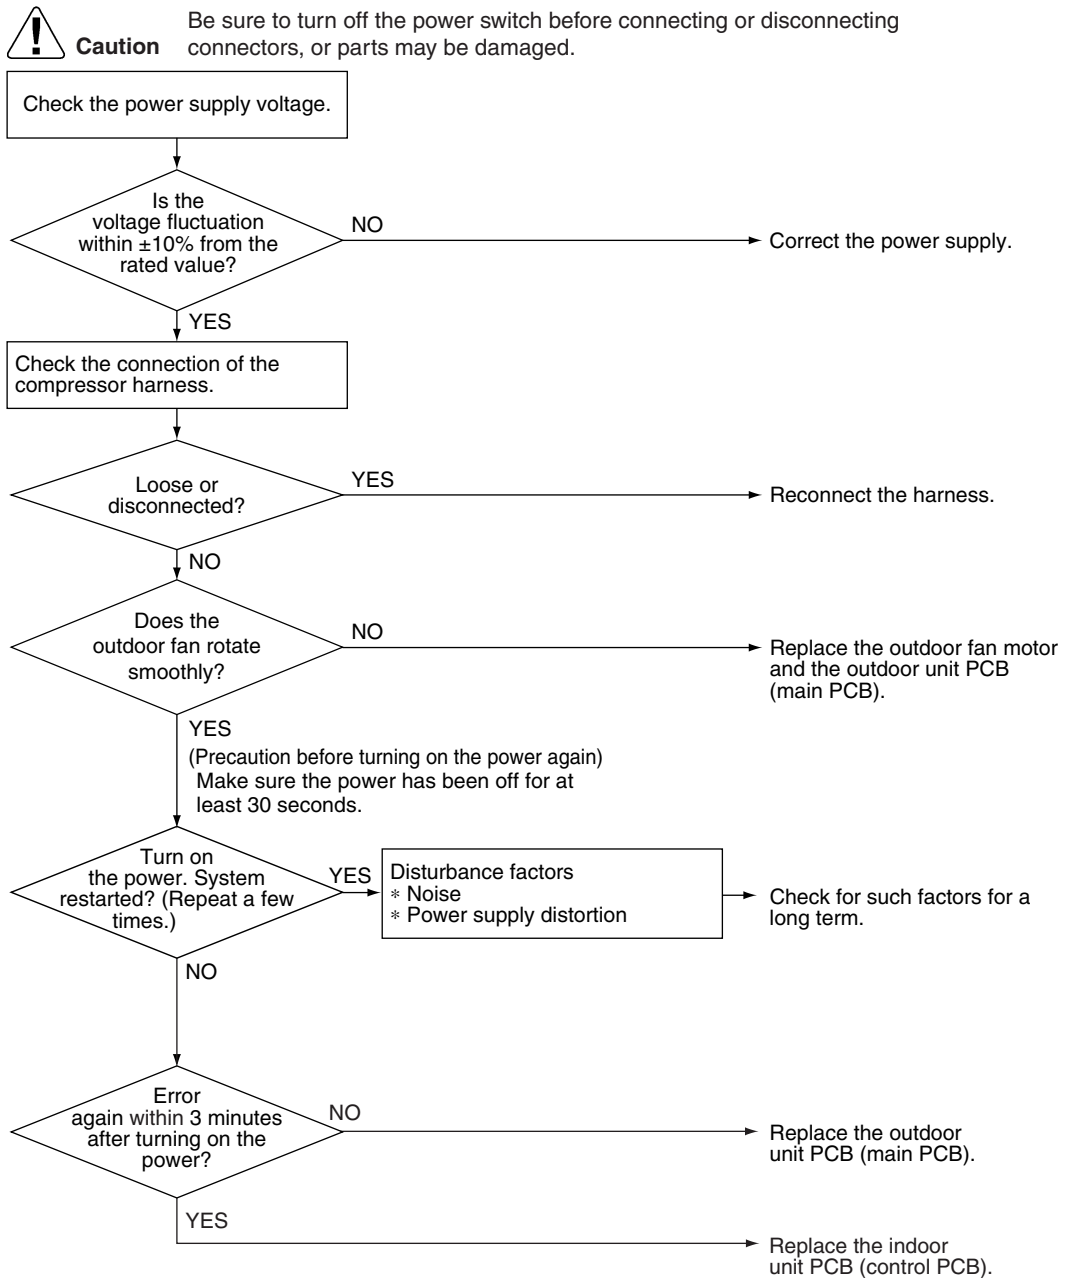 Be sure to turn off the power switch before connecting or disconnecting
Caution
connectors, or parts may be damaged.
Check the power supply voltage.
Is the
voltage fluctuation
within ±10% from the
rated value?
NO
Correct the power supply.
YES
Check the connection of the
compressor harness.
Loose or
disconnected?
YES
Reconnect the harness.
NO
Does the
outdoor fan rotate
smoothly?
NO
Replace the outdoor fan motor
and the outdoor unit PCB
(main PCB).
YES
(Precaution before turning on the power again)
Make sure the power has been off for at
least 30 seconds.
Turn on
the power. System
restarted? (Repeat a few
times.)
YES
Disturbance factors
∗ Noise
∗ Power supply distortion
Check for such factors for a
long term.
NO
Error
again within 3 minutes
after turning on the
power?
NO
Replace the outdoor
unit PCB (main PCB).
YES
Replace the indoor
unit PCB (control PCB).